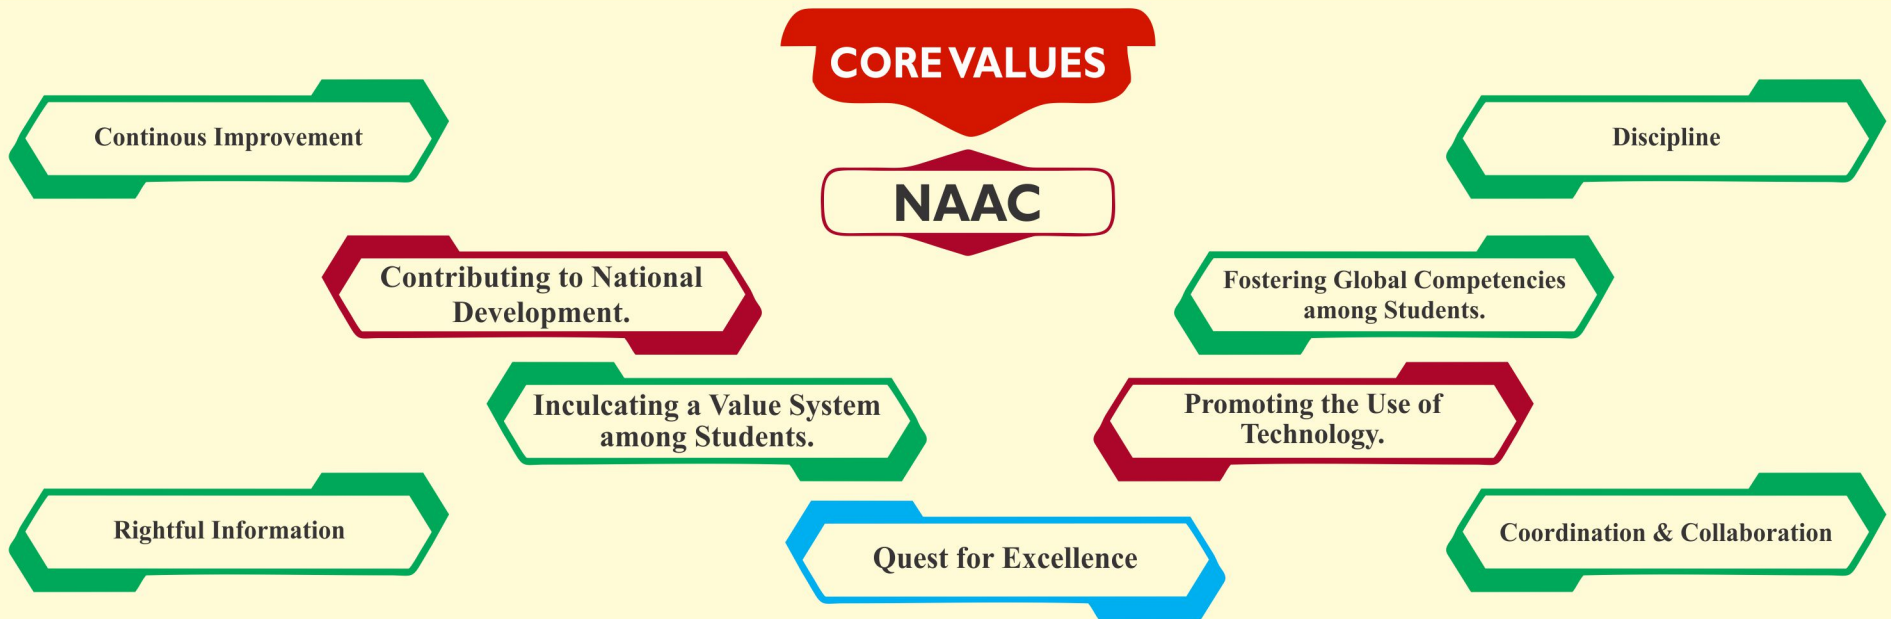 CORE VALUES
NAAC
Continous Improvement
Discipline
Contributing to National
Development.
Fostering Global Competencies
among Students.
Inculcating a Value System
among Students.
Promoting the Use of
Technology.
Rightful Information
Quest for Excellence
Coordination & Collaboration